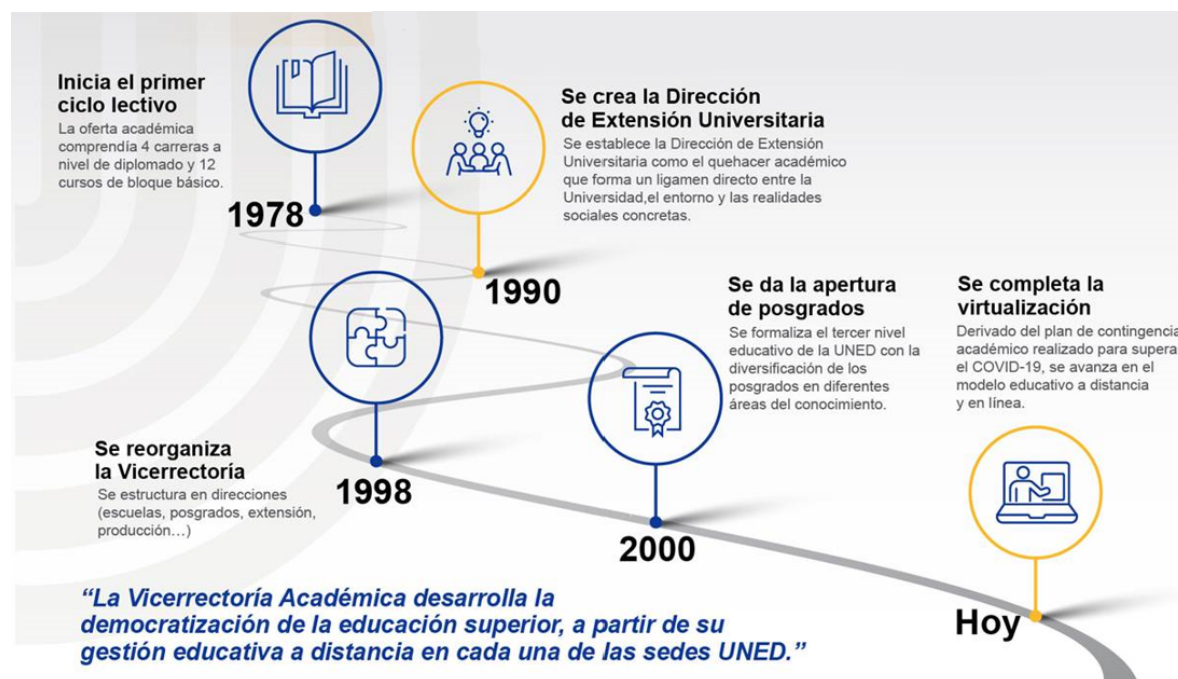 Inicia el primer
ciclo lectivo
La oferta académica
comprendía 4 carreras a
nivel de diplomado y 12
cursos de bloque básico.
1978
Se crea la Dirección
de Extensión Universitaria
Se establece la Dirección de Extensión
Universitaria como el quehacer académico
que forma un ligamen directo entre la
Universidad,el entorno y las realidades
sociales concretas.
1990
Se reorganiza
la Vicerrectoría
Se estructura en direcciones
(escuelas, posgrados, extensión,
producción…)
1998
Se da la apertura
de posgrados
Se formaliza el tercer nivel
educativo de la UNED con la
diversificación de los
posgrados en diferentes
áreas del conocimiento.
2000
Se completa la
virtualización
Derivado del plan de contingencia
académico realizado para supera
el COVID-19, se avanza en el
modelo educativo a distancia
y en línea.
Hoy
“La Vicerrectoría Académica desarrolla la
democratización de la educación superior, a partir de su
gestión educativa a distancia en cada una de las sedes UNED.”